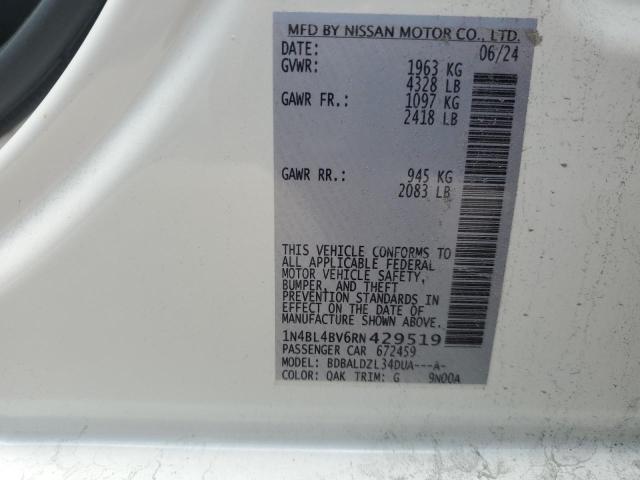 MFD BY NISSAN MOTOR CO., LTD.
DATE: 06/24
GVWR: 1963 KG
4328 LB
GAWR FR.: 1097 KG
2418 LB
GAWR RR.: 945 KG
2083 LB
THIS VEHICLE CONFORMS TO
ALL APPLICABLE FEDERAL
MOTOR VEHICLE SAFETY,
BUMPER, AND THEFT
PREVENTION STANDARDS IN
EFFECT ON THE DATE OF
MANUFACTURE SHOWN ABOVE.
1N4BL4BV6RN429519
PASSENGER CAR 672459
MODEL: BDBALDZL34DUA---A-
COLOR: QAK TRIM: G 9N00A